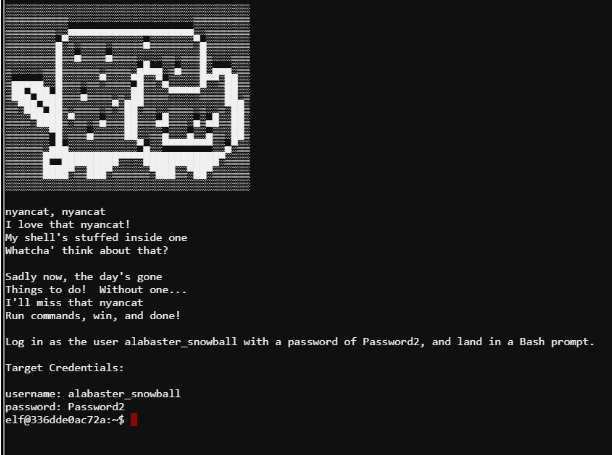 nyancat, nyancat
I love that nyancat!
My shell's stuffed inside one
Whatcha' think about that?
Sadly now, the day's gone
Things to do!  Without one...
I'll miss that nyancat
Run commands, win, and done!
Log in as the user alabaster_snowball with a password of Password2, and land in a Bash prompt.
Target Credentials:
username: alabaster_snowball
password: Password2
elf@336dde0ac72a:~$